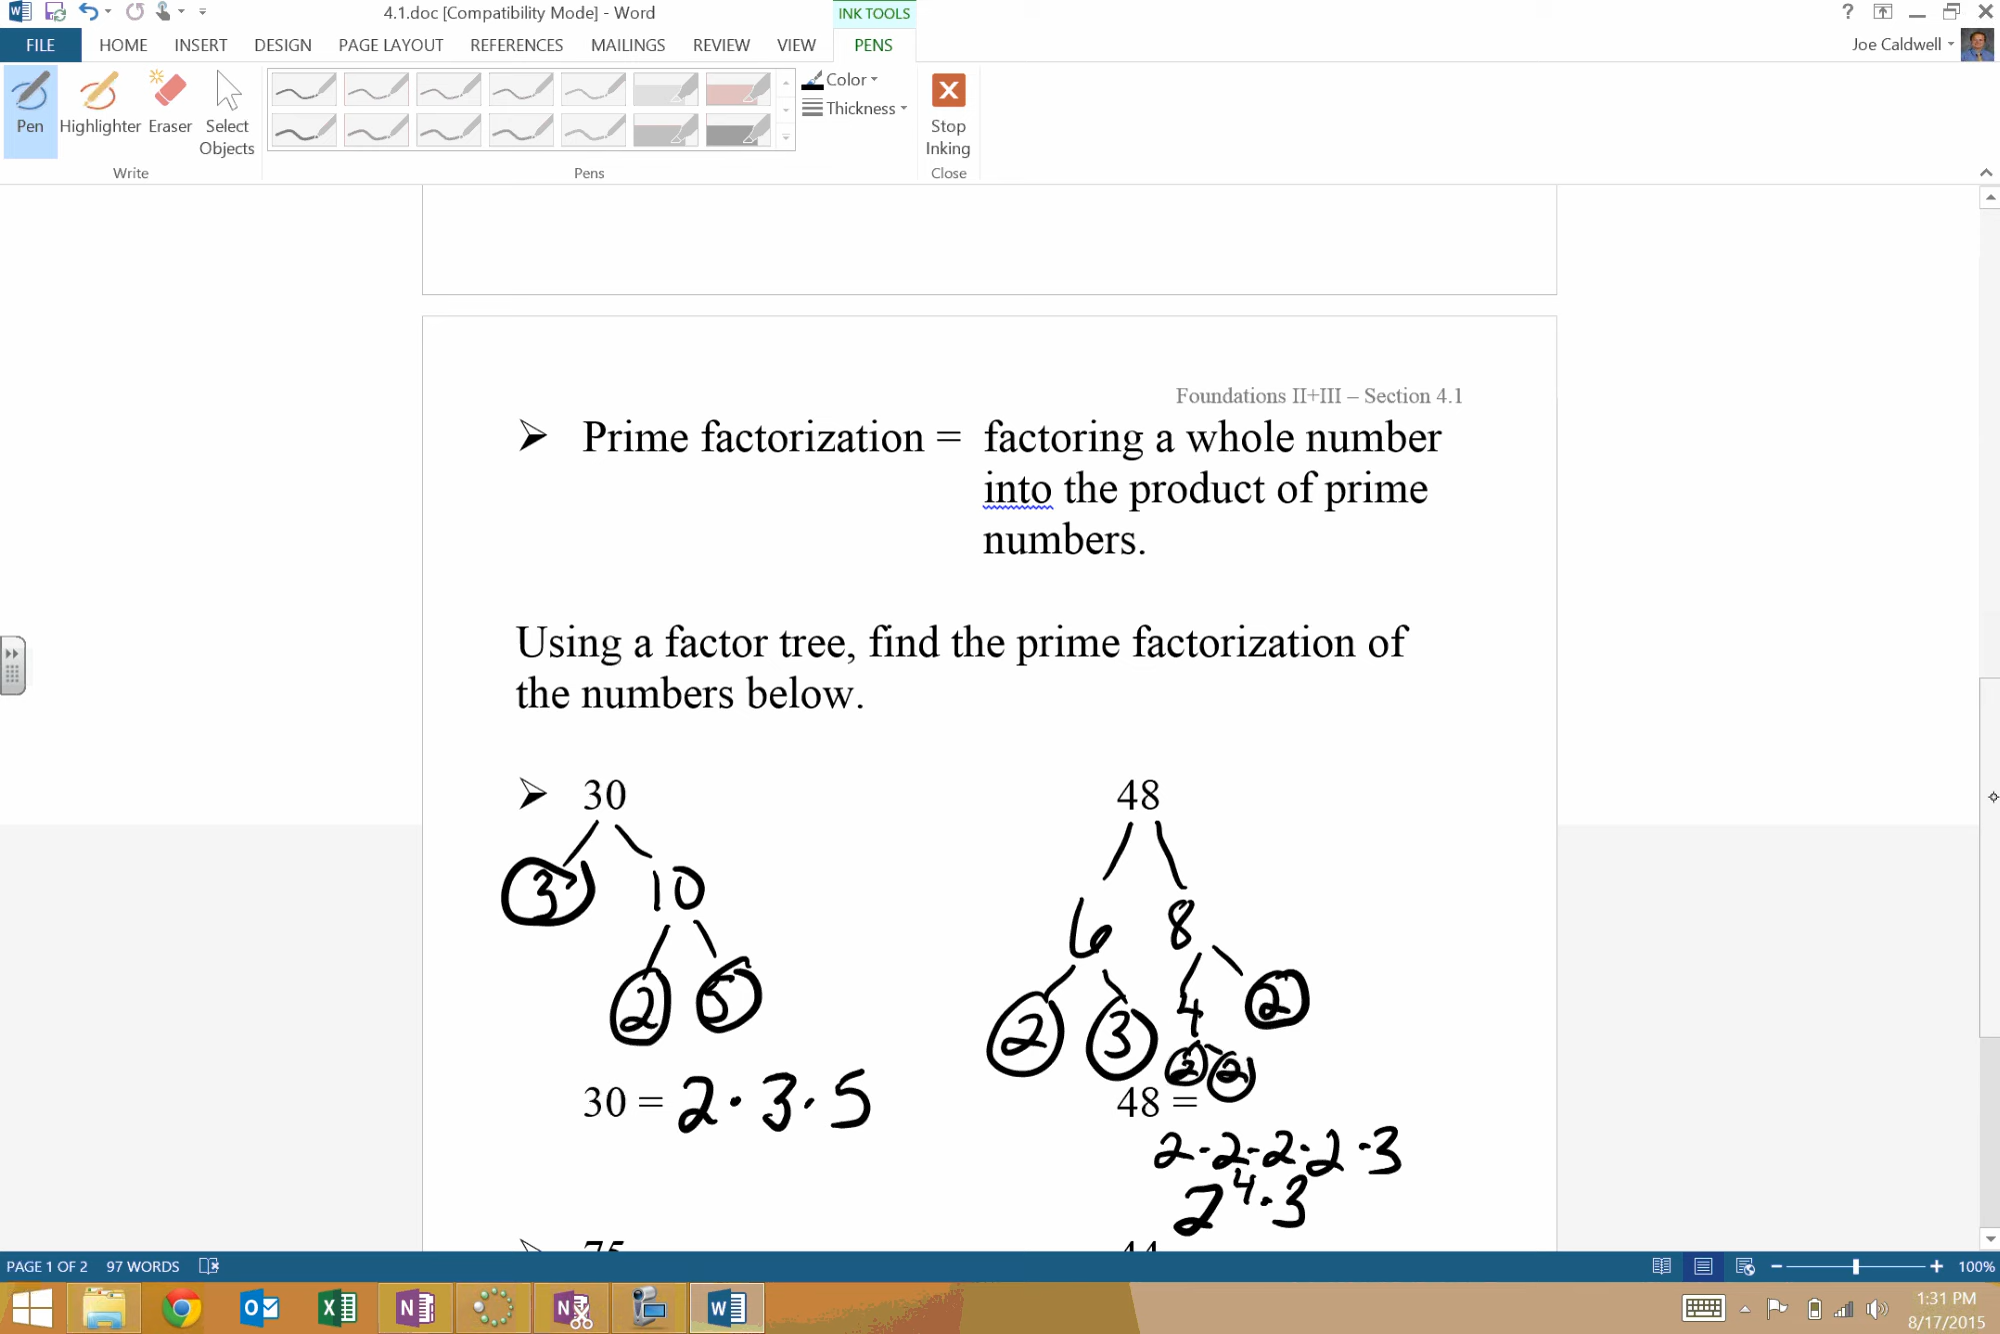 4.1.doc [Compatibility Mode] - Word
INK TOOLS
FILE HOME INSERT DESIGN PAGE LAYOUT REFERENCES MAILINGS REVIEW VIEW PENS
Joe Caldwell
Pen Highlighter Eraser Select Objects
Color
Thickness
Stop Inking
Write Pens Close
Foundations II+III – Section 4.1
➢ Prime factorization = factoring a whole number
into the product of prime
numbers.
Using a factor tree, find the prime factorization of
the numbers below.
➢ 30 48
3 10 6 8
2 5 2 3 4 2
2 2
30 = 2 · 3 · 5 48 =
2·2·2·2·3
2⁴·3
75 44
PAGE 1 OF 2 97 WORDS 100%
1:31 PM
8/17/2015